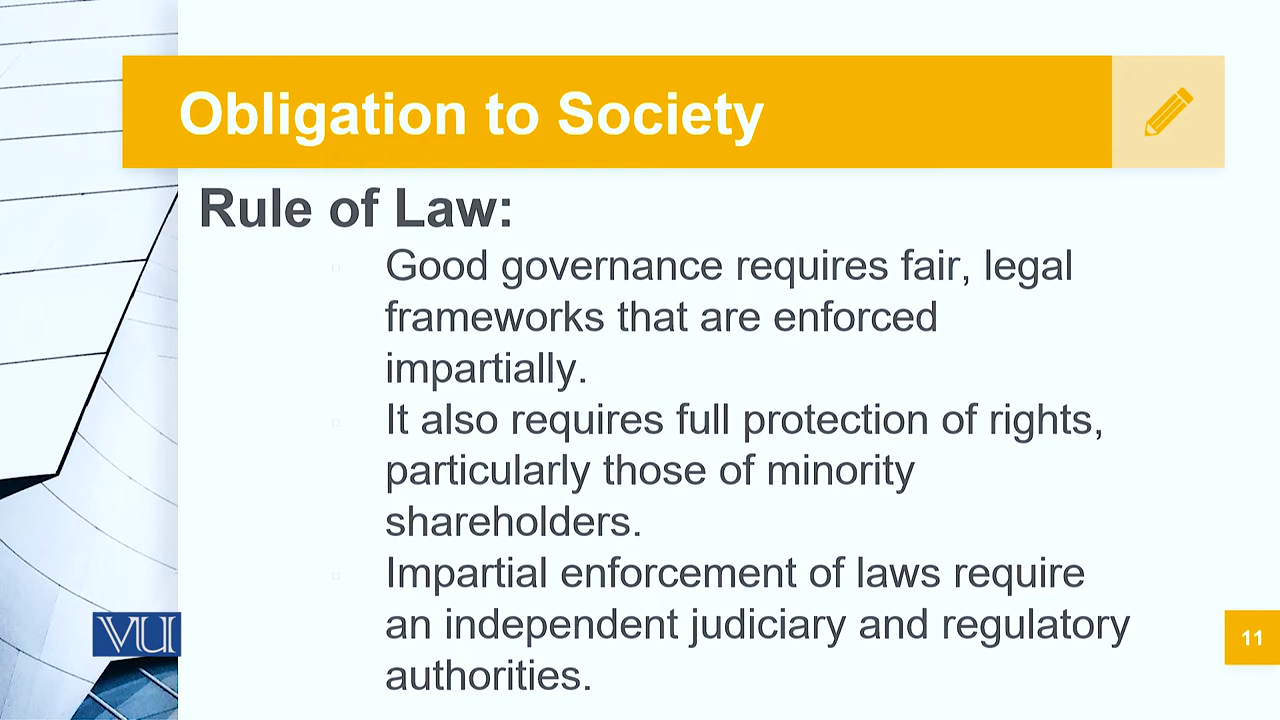 Obligation to Society
Rule of Law:
Good governance requires fair, legal
frameworks that are enforced
impartially.
It also requires full protection of rights,
particularly those of minority
shareholders.
Impartial enforcement of laws require
an independent judiciary and regulatory
authorities.
VU
11